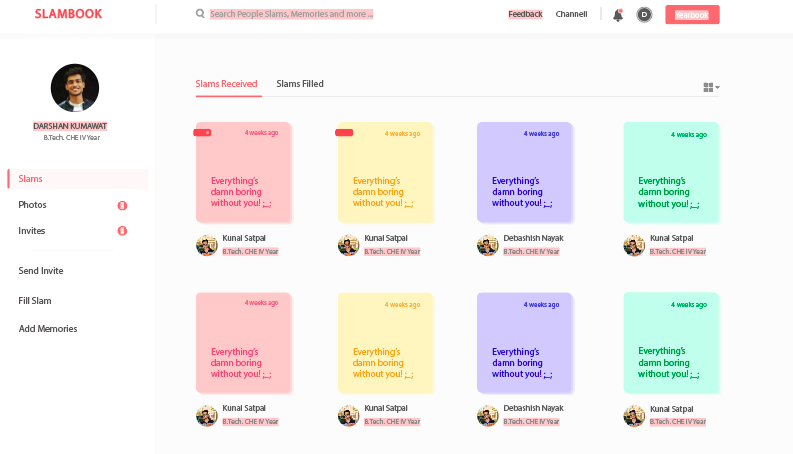 SLAMBOOK
Search People Slams, Memories and more ...
Feedback
Channeli
D
Yearbook
DARSHAN KUMAWAT
B.Tech. CHE IV Year
Slams
Photos
Invites
Send Invite
Fill Slam
Add Memories
Slams Received
Slams Filled
4 weeks ago
Everything's
damn boring
without you! ;_;
Kunal Satpal
B.Tech. CHE IV Year
4 weeks ago
Everything's
damn boring
without you! ;_;
Kunal Satpal
B.Tech. CHE IV Year
4 weeks ago
Everything's
damn boring
without you! ;_;
Debashish Nayak
B.Tech. CHE IV Year
4 weeks ago
Everything's
damn boring
without you! ;_;
Kunal Satpal
B.Tech. CHE IV Year
4 weeks ago
Everything's
damn boring
without you! ;_;
Kunal Satpal
B.Tech. CHE IV Year
4 weeks ago
Everything's
damn boring
without you! ;_;
Kunal Satpal
B.Tech. CHE IV Year
4 weeks ago
Everything's
damn boring
without you! ;_;
Debashish Nayak
B.Tech. CHE IV Year
4 weeks ago
Everything's
damn boring
without you! ;_;
Kunal Satpal
B.Tech. CHE IV Year